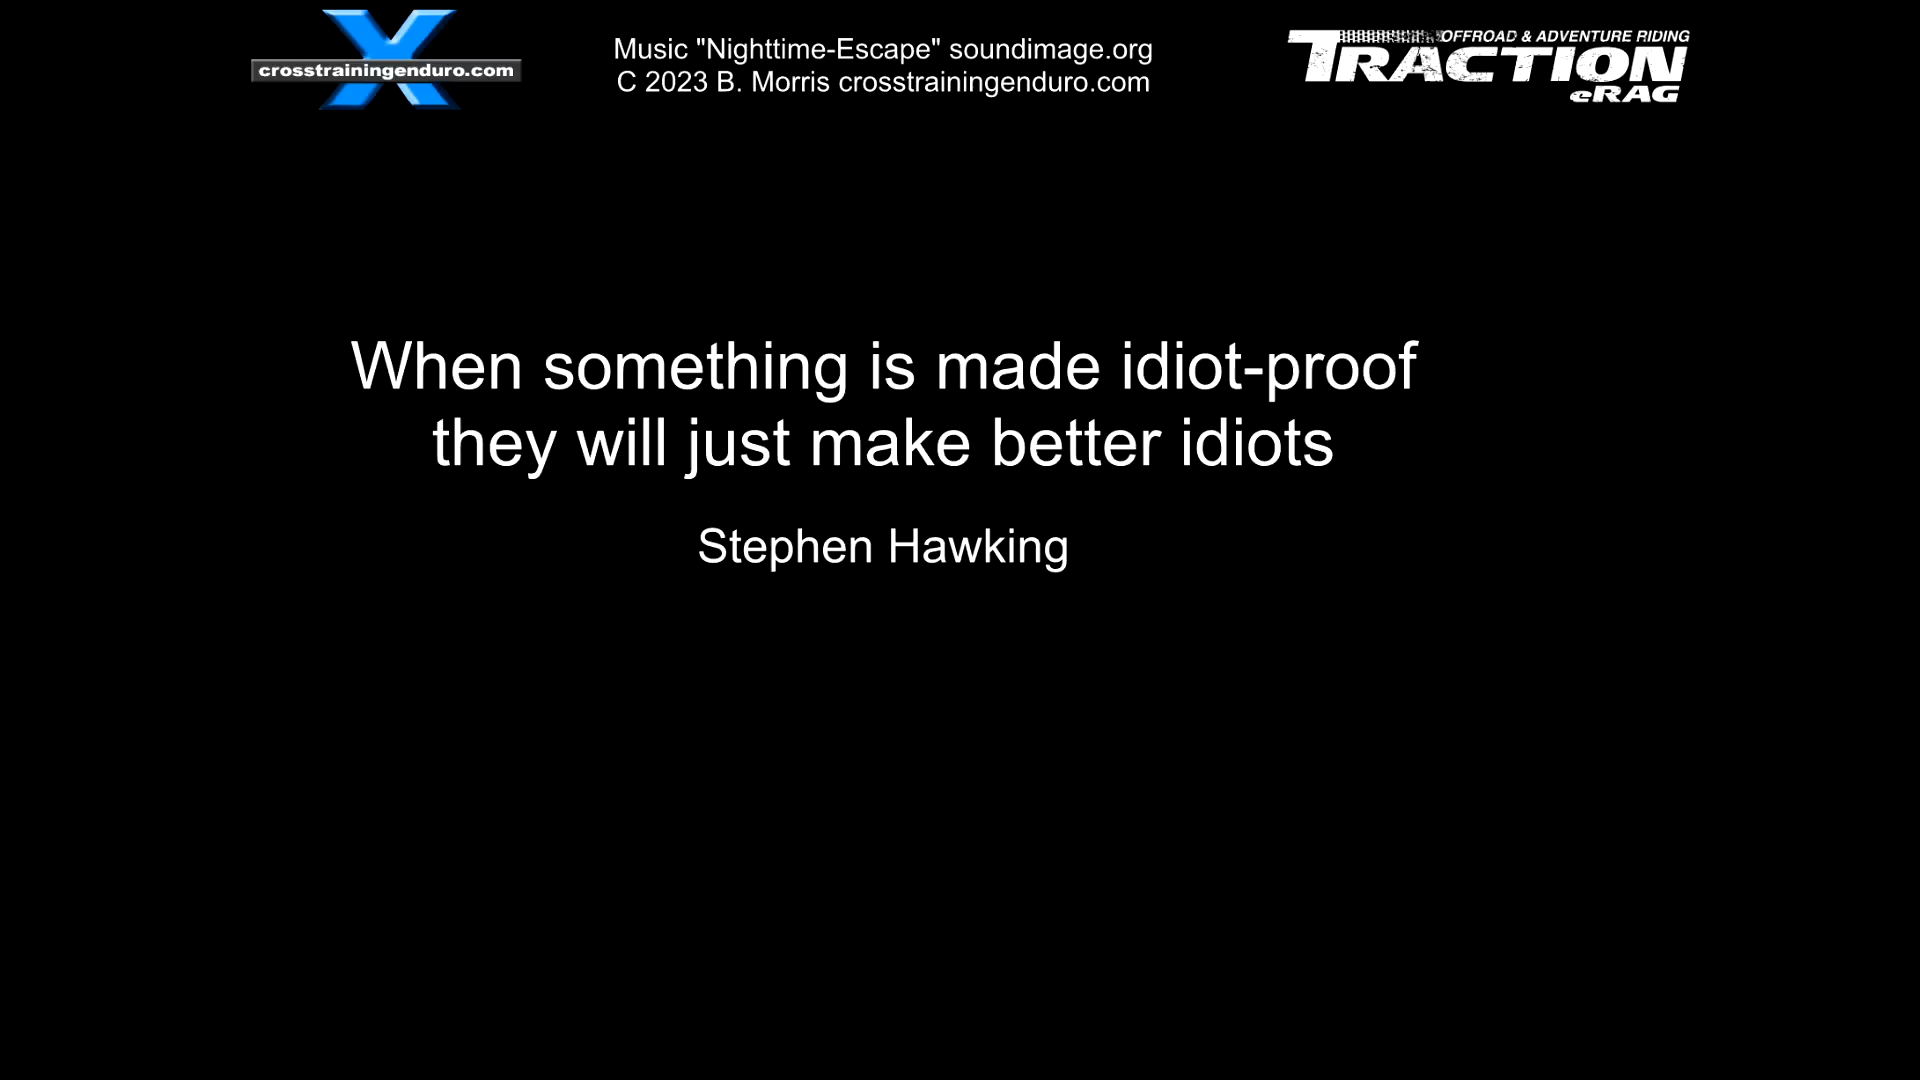 crosstrainingenduro.com
Music "Nighttime-Escape" soundimage.org
C 2023 B. Morris crosstrainingenduro.com
OFFROAD & ADVENTURE RIDING
TRACTION
eRAG
When something is made idiot-proof
they will just make better idiots
Stephen Hawking